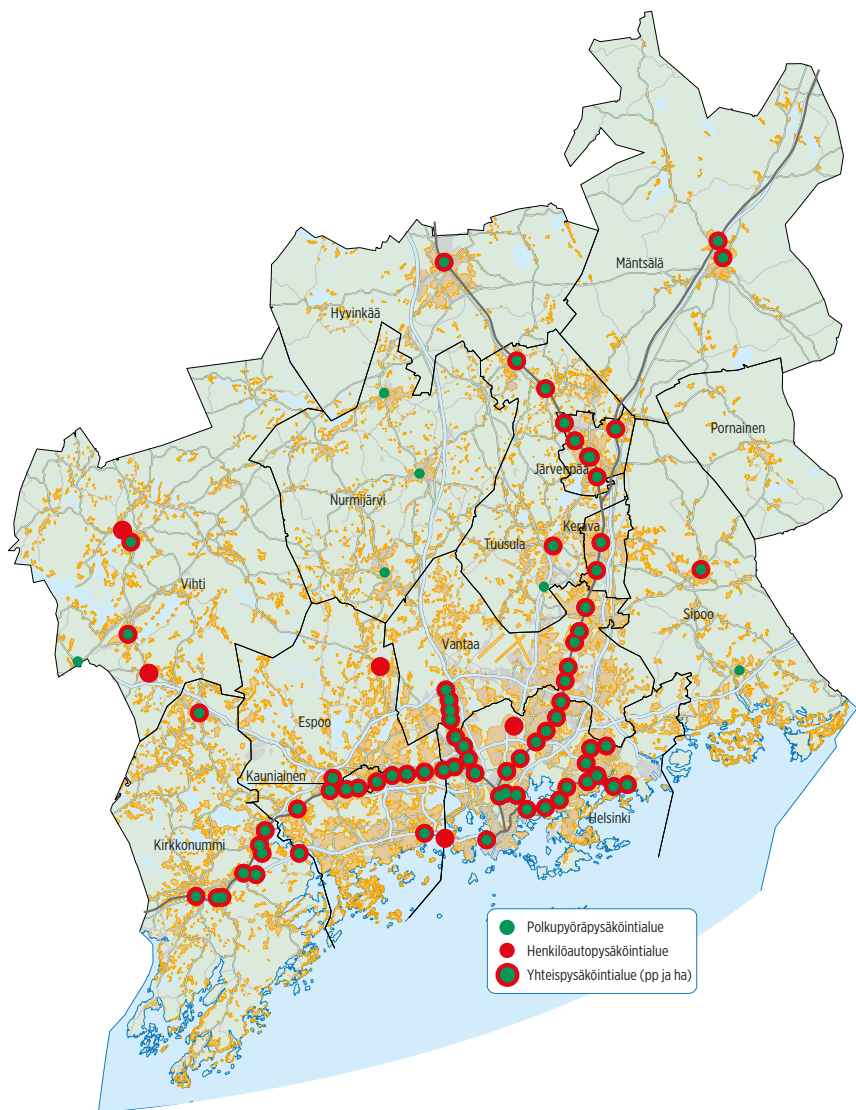 Mäntsälä
Hyvinkää
Pornainen
Järvenpää
Nurmijärvi
Kerava
Tuusula
Vihti
Sipoo
Vantaa
Espoo
Kauniainen
Helsinki
Kirkkonummi
Polkupyöräpysäköintialue
Henkilöautopysäköintialue
Yhteispysäköintialue (pp ja ha)